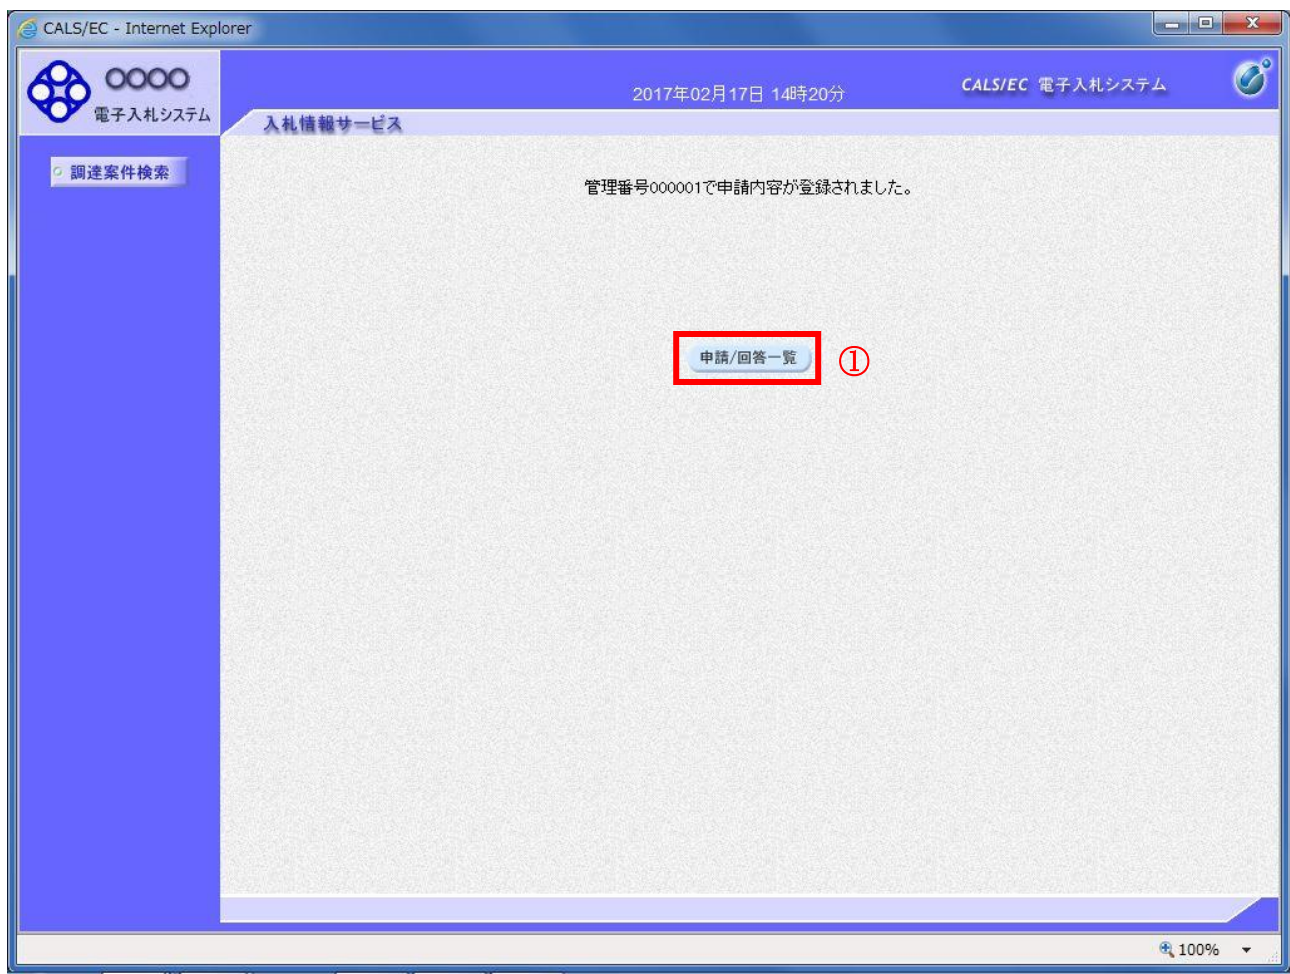 CALS/EC - Internet Explorer
○○○○
電子入札システム
2017年02月17日 14時20分
CALS/EC 電子入札システム
入札情報サービス
調達案件検索
管理番号000001で申請内容が登録されました。
申請/回答一覧
①
100%